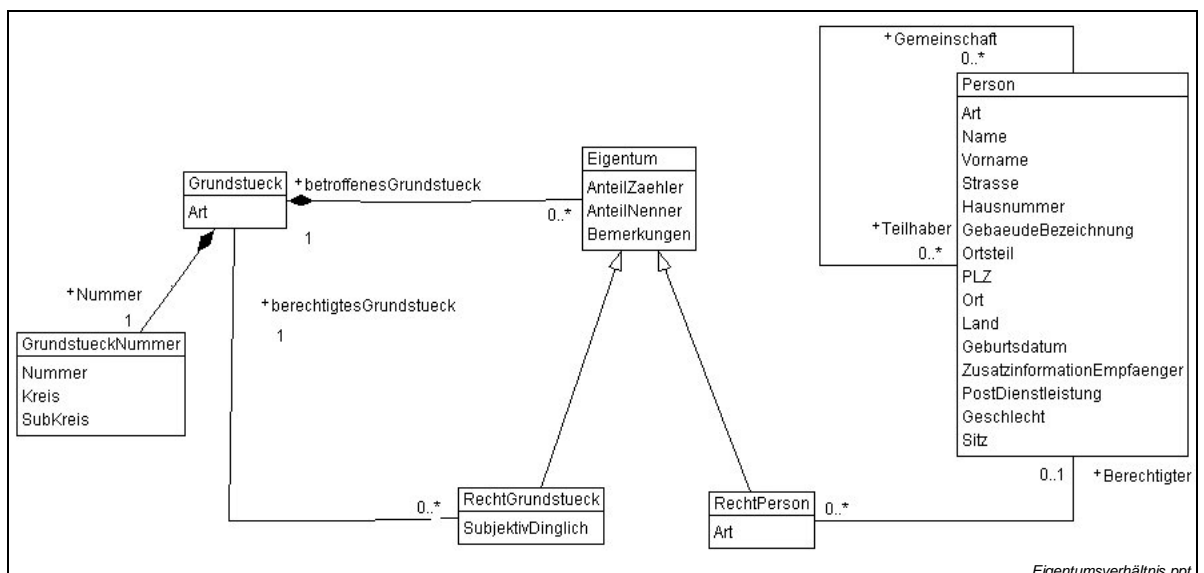 +Gemeinschaft
0..*
Person
Art
Name
Vorname
Strasse
Hausnummer
GebaeudeBezeichnung
Ortsteil
PLZ
Ort
Land
Geburtsdatum
ZusatzinformationEmpfaenger
PostDienstleistung
Geschlecht
Sitz
+Teilhaber
0..*
Eigentum
AnteilZaehler
AnteilNenner
Bemerkungen
Grundstueck
Art
+betroffenesGrundstueck
0..*
1
+Nummer
1
+berechtigtesGrundstueck
1
GrundstueckNummer
Nummer
Kreis
SubKreis
0..*
RechtGrundstueck
SubjektivDinglich
RechtPerson
Art
0..*
0..1
+Berechtigter
Eigentumsverhältnis.ppt